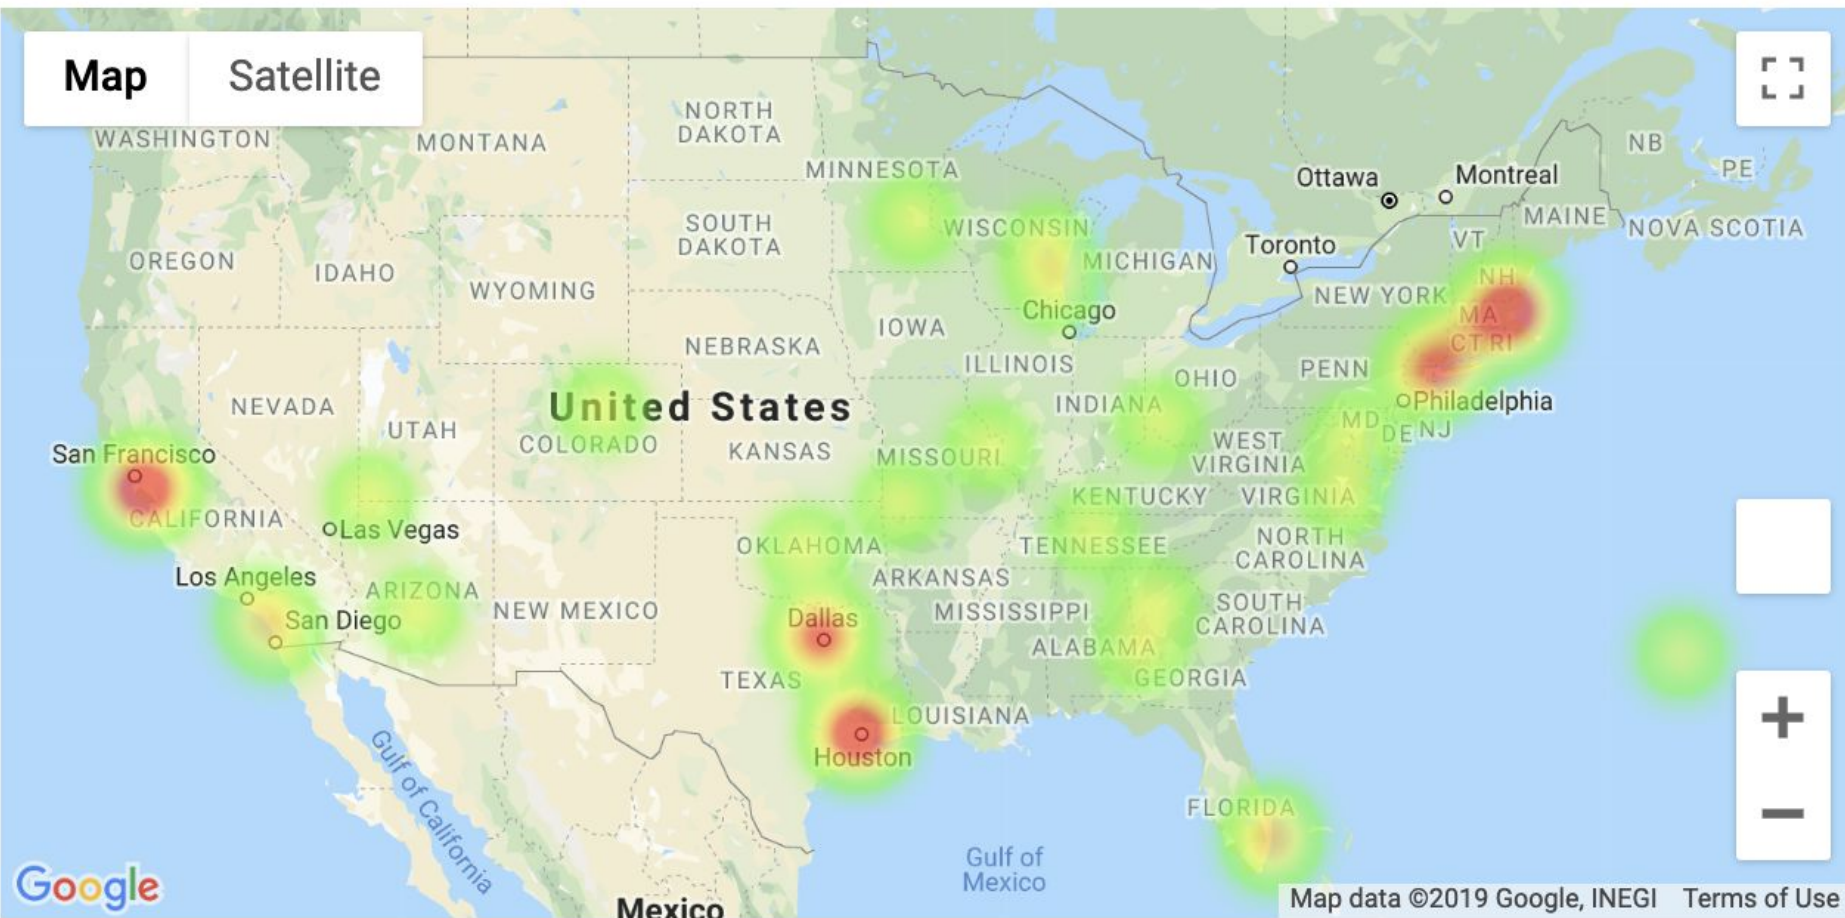 Map
Satellite
WASHINGTON
MONTANA
NORTH
DAKOTA
MINNESOTA
Ottawa
Montreal
NB
PE
OREGON
IDAHO
SOUTH
DAKOTA
WISCONSIN
MICHIGAN
Toronto
VT
MAINE
NOVA SCOTIA
WYOMING
NH
NEW YORK
MA
CT RI
Chicago
IOWA
NEBRASKA
ILLINOIS
OHIO
PENN
Philadelphia
NEVADA
UTAH
United States
COLORADO
KANSAS
MISSOURI
INDIANA
WEST
VIRGINIA
MD
DE
NJ
San Francisco
CALIFORNIA
Las Vegas
KENTUCKY
VIRGINIA
OKLAHOMA
TENNESSEE
NORTH
CAROLINA
Los Angeles
San Diego
ARIZONA
NEW MEXICO
ARKANSAS
Dallas
MISSISSIPPI
SOUTH
CAROLINA
ALABAMA
GEORGIA
TEXAS
LOUISIANA
Houston
Gulf of California
FLORIDA
Gulf of
Mexico
Mexico
Google
Map data ©2019 Google, INEGI
Terms of Use